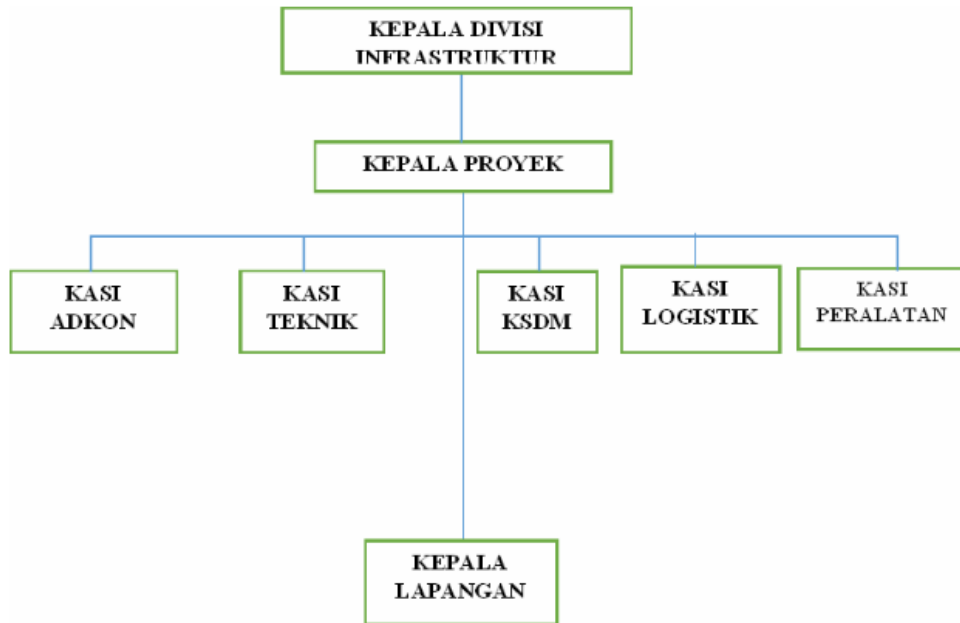 KEPALA DIVISI
INFRASTRUKTUR
KEPALA PROYEK
KASI
ADKON
KASI
TEKNIK
KASI
KSDM
KASI
LOGISTIK
KASI
PERALATAN
KEPALA
LAPANGAN